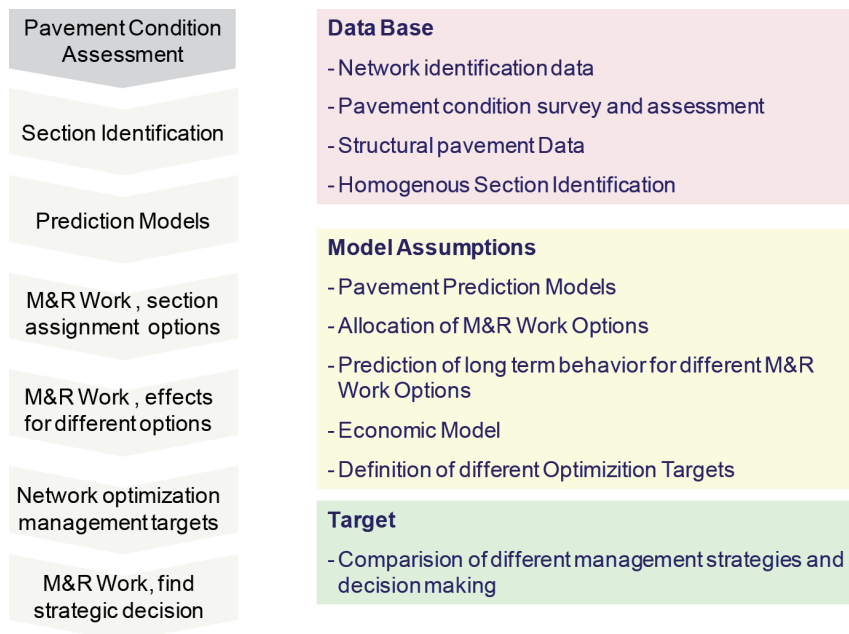 Pavement Condition
Assessment
Section Identification
Prediction Models
M&R Work , section
assignment options
M&R Work , effects
for different options
Network optimization
management targets
M&R Work, find
strategic decision
Data Base
- Network identification data
- Pavement condition survey and assessment
- Structural pavement Data
- Homogenous Section Identification
Model Assumptions
- Pavement Prediction Models
- Allocation of M&R Work Options
- Prediction of long term behavior for different M&R
Work Options
- Economic Model
- Definition of different Optimizition Targets
Target
- Comparision of different management strategies and
decision making